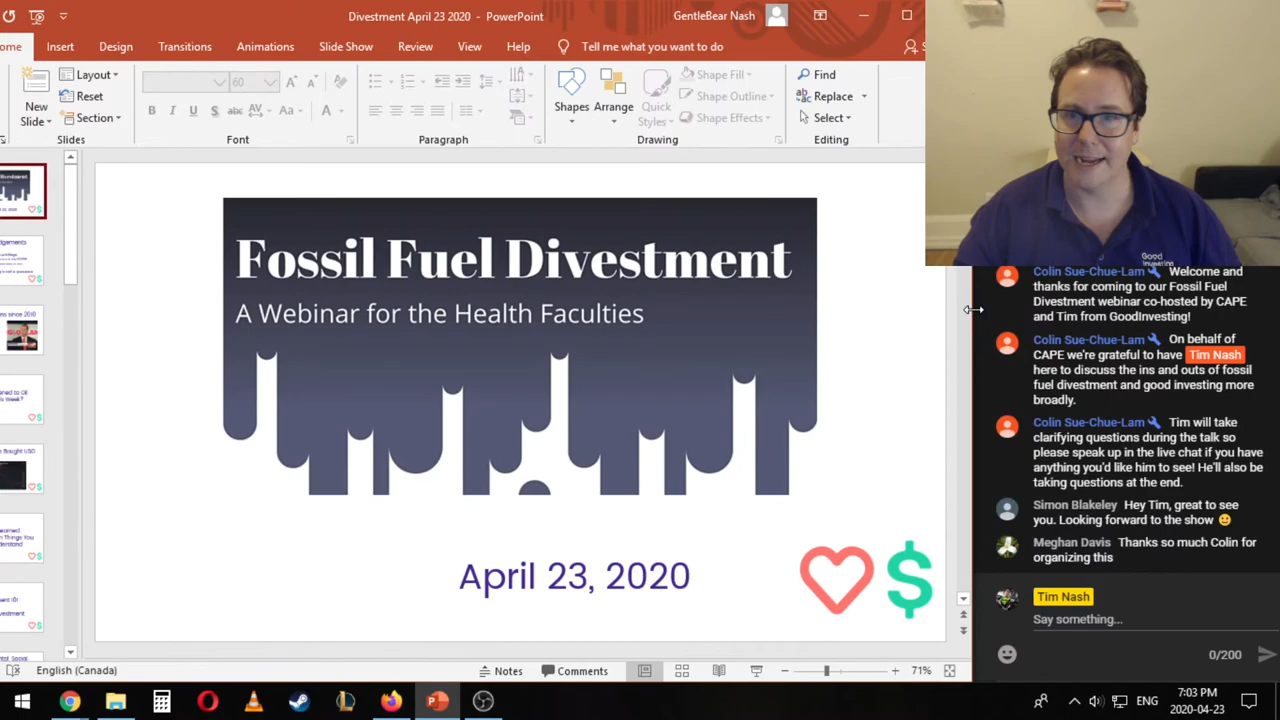 Divestment April 23 2020 - PowerPoint
GentleBear Nash
ome Insert Design Transitions Animations Slide Show Review View Help Tell me what you want to do
Layout
Reset
Section
New
Slide
Slides
60
B I U S abc AV Aa A
Font
Paragraph
Shapes
Arrange
Quick
Styles
Shape Fill
Shape Outline
Shape Effects
Drawing
Find
Replace
Select
Editing
Fossil Fuel Divestment
A Webinar for the Health Faculties
April 23, 2020
Good
Investing
Colin Sue-Chue-Lam Welcome and
thanks for coming to our Fossil Fuel
Divestment webinar co-hosted by CAPE
and Tim from GoodInvesting!
Colin Sue-Chue-Lam On behalf of
CAPE we're grateful to have Tim Nash
here to discuss the ins and outs of fossil
fuel divestment and good investing more
broadly.
Colin Sue-Chue-Lam Tim will take
clarifying questions during the talk so
please speak up in the live chat if you have
anything you'd like him to see! He'll also be
taking questions at the end.
Simon Blakeley Hey Tim, great to see
you. Looking forward to the show
Meghan Davis Thanks so much Colin for
organizing this
Tim Nash
Say something...
0/200
English (Canada)
Notes
Comments
71%
ENG
7:03 PM
2020-04-23